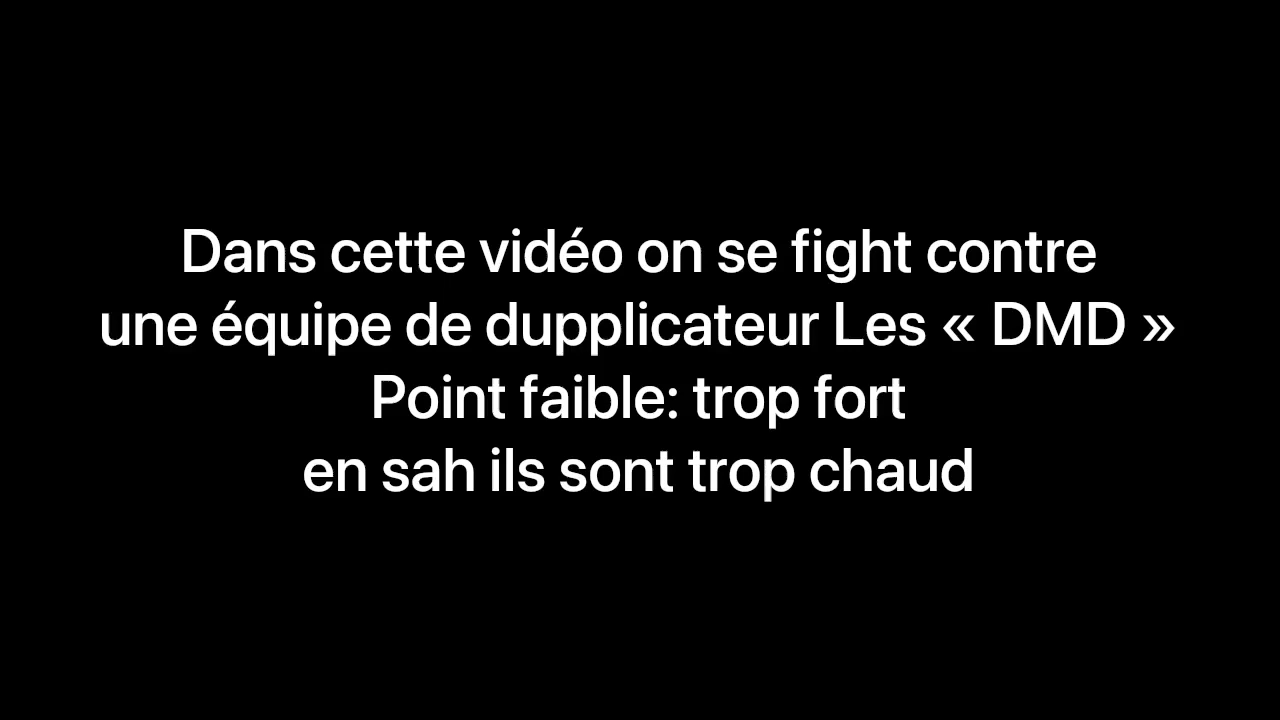 Dans cette vidéo on se fight contre
une équipe de dupplicateur Les « DMD »
Point faible: trop fort
en sah ils sont trop chaud